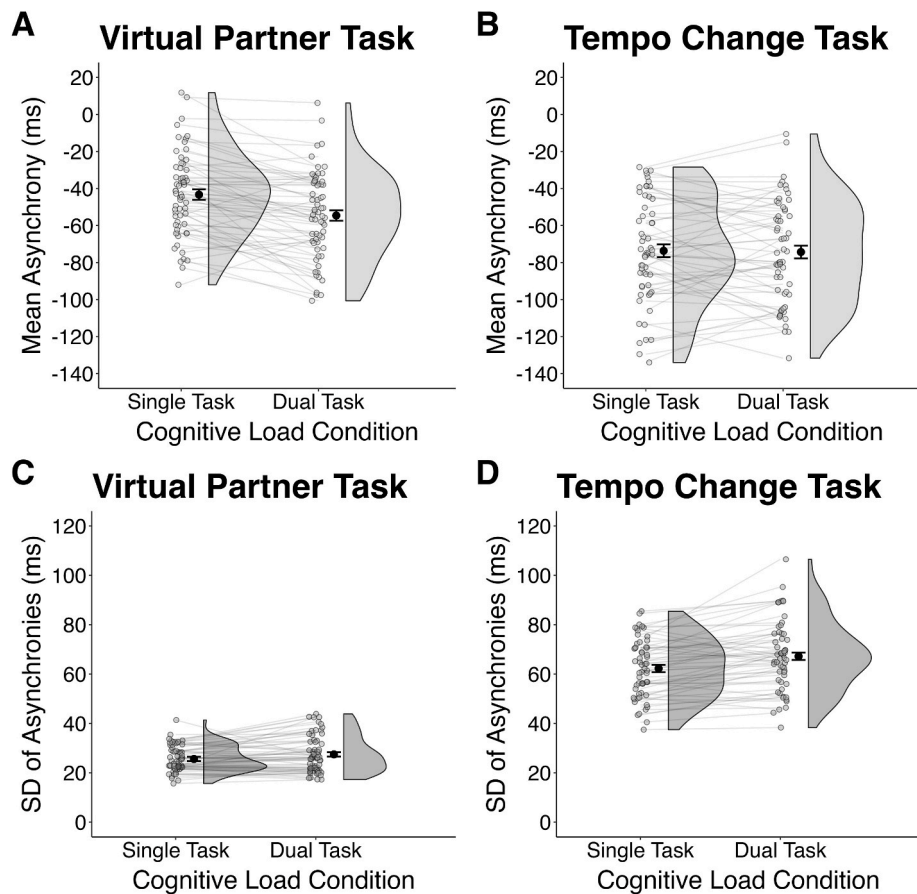 A
Virtual Partner Task
Mean Asynchrony (ms)
20
0
-20
-40
-60
-80
-100
-120
-140
Single Task
Dual Task
Cognitive Load Condition
B
Tempo Change Task
Mean Asynchrony (ms)
20
0
-20
-40
-60
-80
-100
-120
-140
Single Task
Dual Task
Cognitive Load Condition
C
Virtual Partner Task
SD of Asynchronies (ms)
120
100
80
60
40
20
0
Single Task
Dual Task
Cognitive Load Condition
D
Tempo Change Task
SD of Asynchronies (ms)
120
100
80
60
40
20
0
Single Task
Dual Task
Cognitive Load Condition